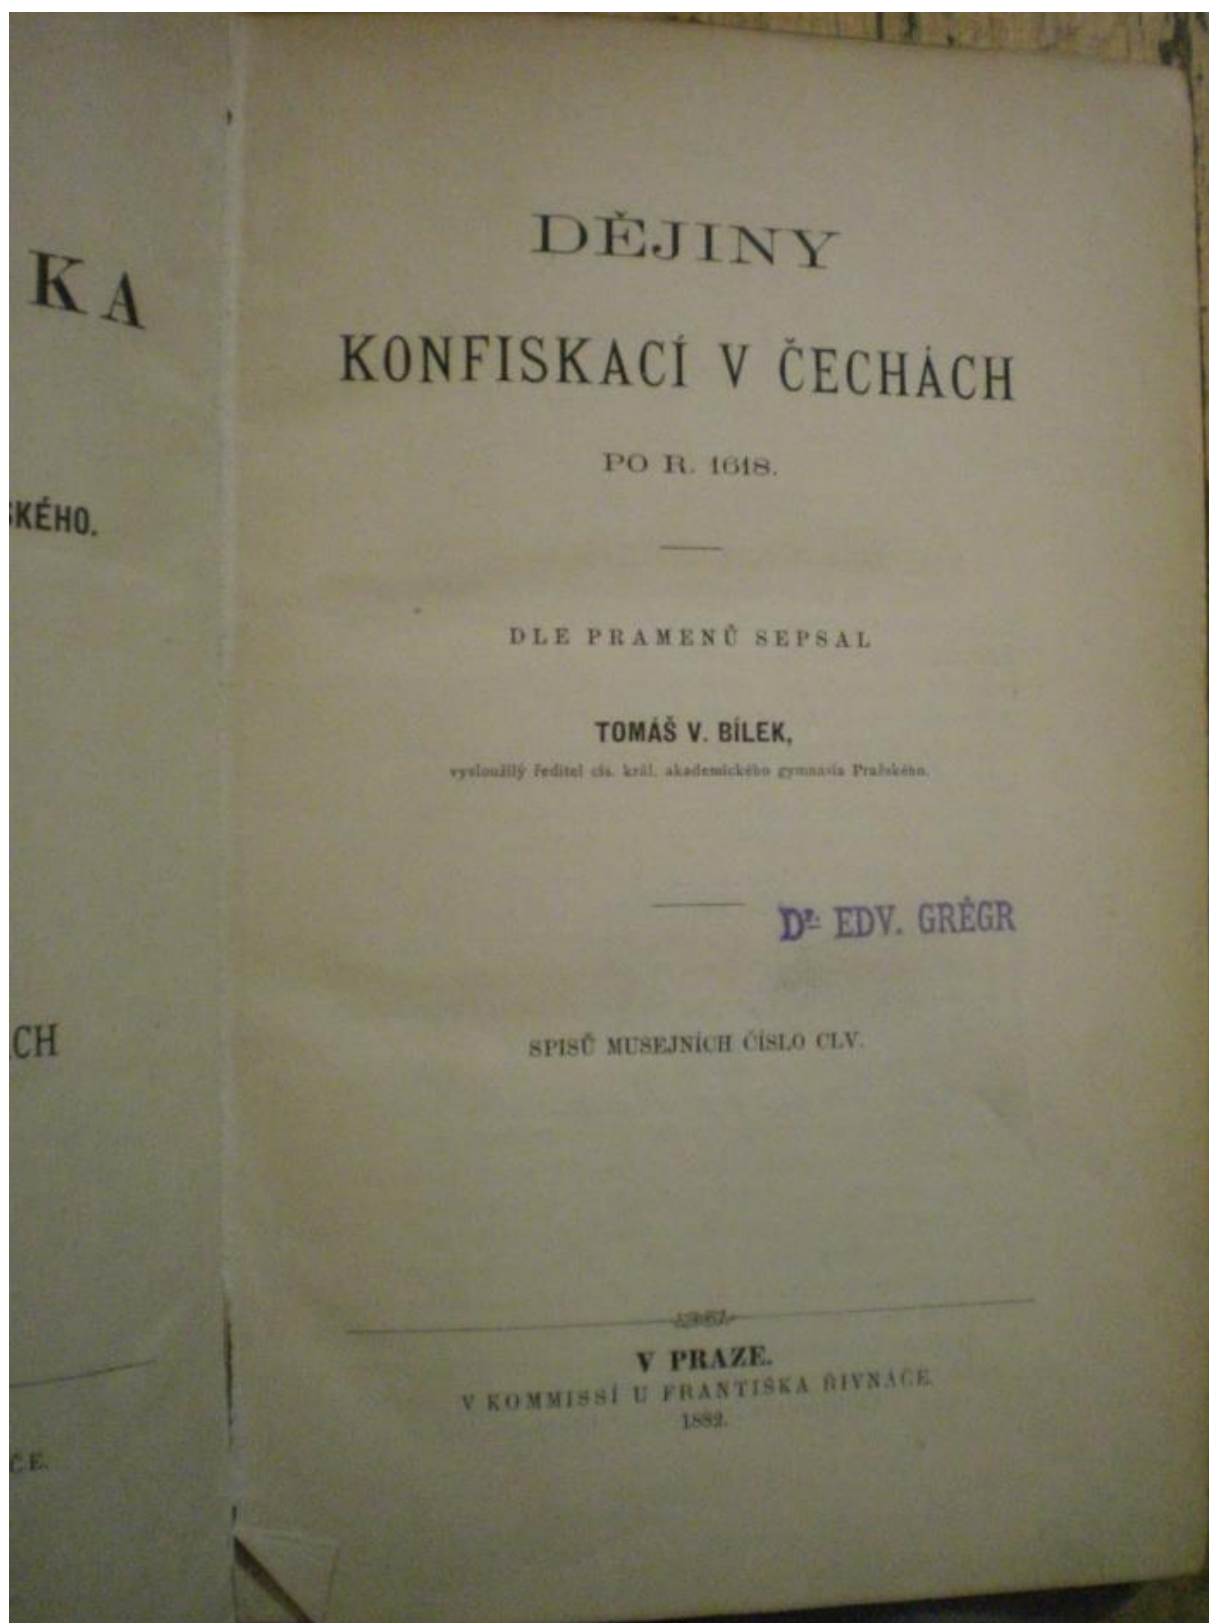 KA
SKÉHO.
CH
ČE.
DĚJINY
KONFISKACÍ V ČECHÁCH
PO R. 1618.
DLE PRAMENŮ SEPSAL
TOMÁŠ V. BÍLEK,
vysloužilý ředitel cís. král. akademického gymnasia Pražského.
Dr. EDV. GRÉGR
SPISŮ MUSEJNÍCH ČÍSLO CLV.
V PRAZE.
V KOMMISSÍ U FRANTIŠKA ŘIVNÁČE.
1882.